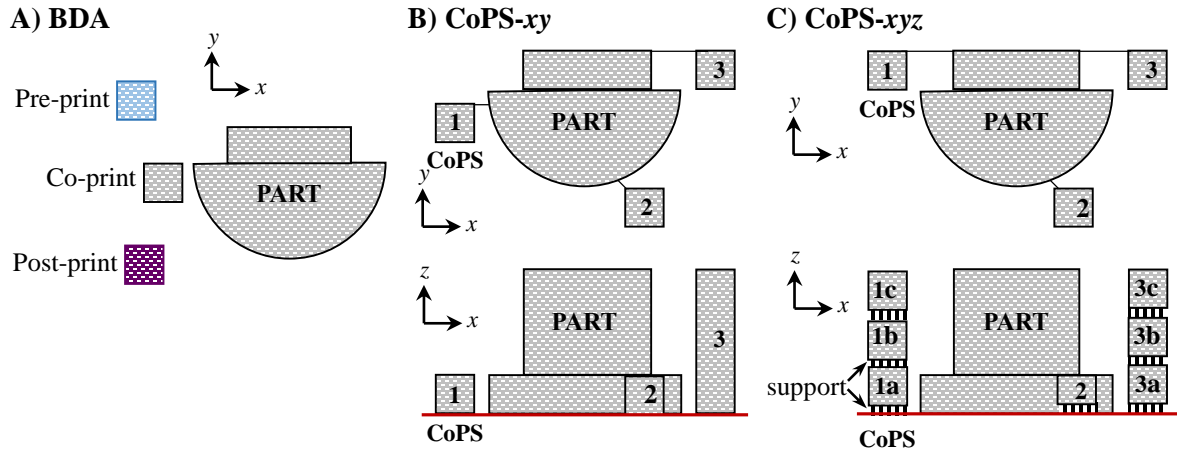 A) BDA
y
x
Pre-print
Co-print
Post-print
PART
B) CoPS-xy
3
1
PART
CoPS
2
y
x
z
x
PART
3
1
2
CoPS
C) CoPS-xyz
1
3
CoPS
PART
y
x
2
z
x
1c
3c
PART
1b
3b
support
1a
2
3a
CoPS